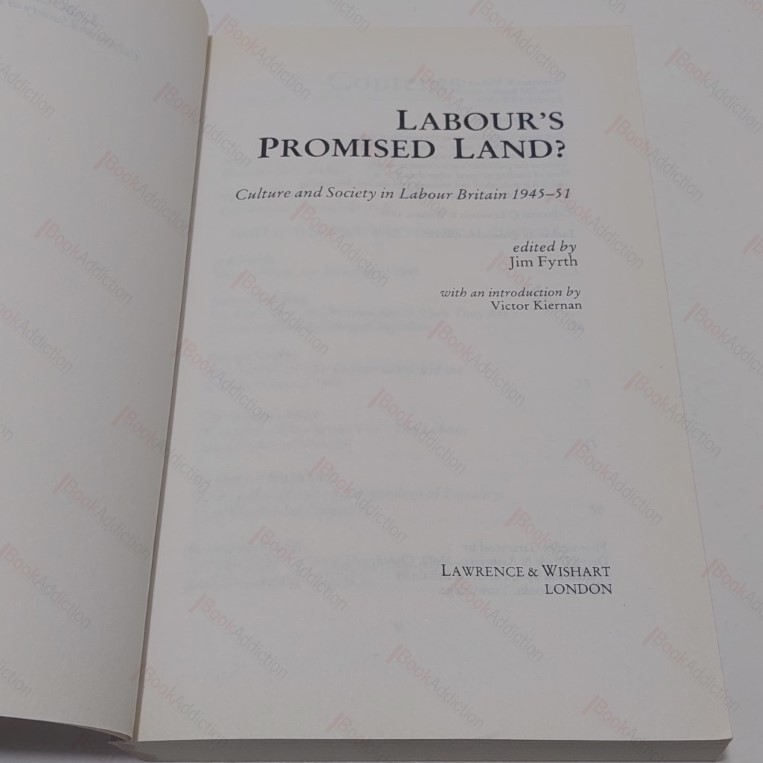 LABOUR'S
PROMISED LAND?
Culture and Society in Labour Britain 1945–51
edited by
Jim Fyrth
with an introduction by
Victor Kiernan
LAWRENCE & WISHART
LONDON
BookAddiction